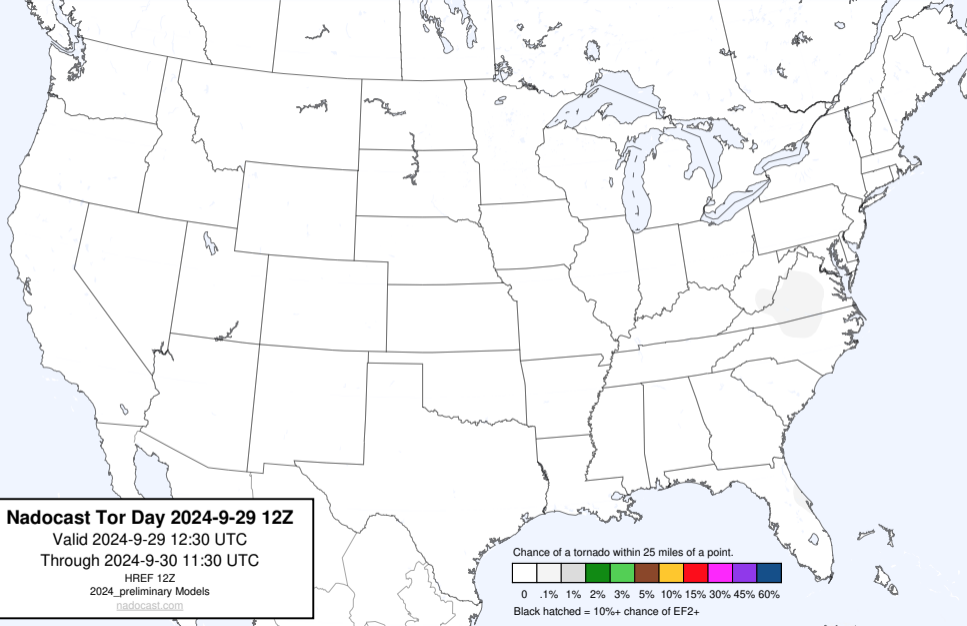 Nadocast Tor Day 2024-9-29 12Z
Valid 2024-9-29 12:30 UTC
Through 2024-9-30 11:30 UTC
HREF 12Z
2024_preliminary Models
nadocast.com
Chance of a tornado within 25 miles of a point.
0 .1% 1% 2% 3% 5% 10% 15% 30% 45% 60%
Black hatched = 10%+ chance of EF2+